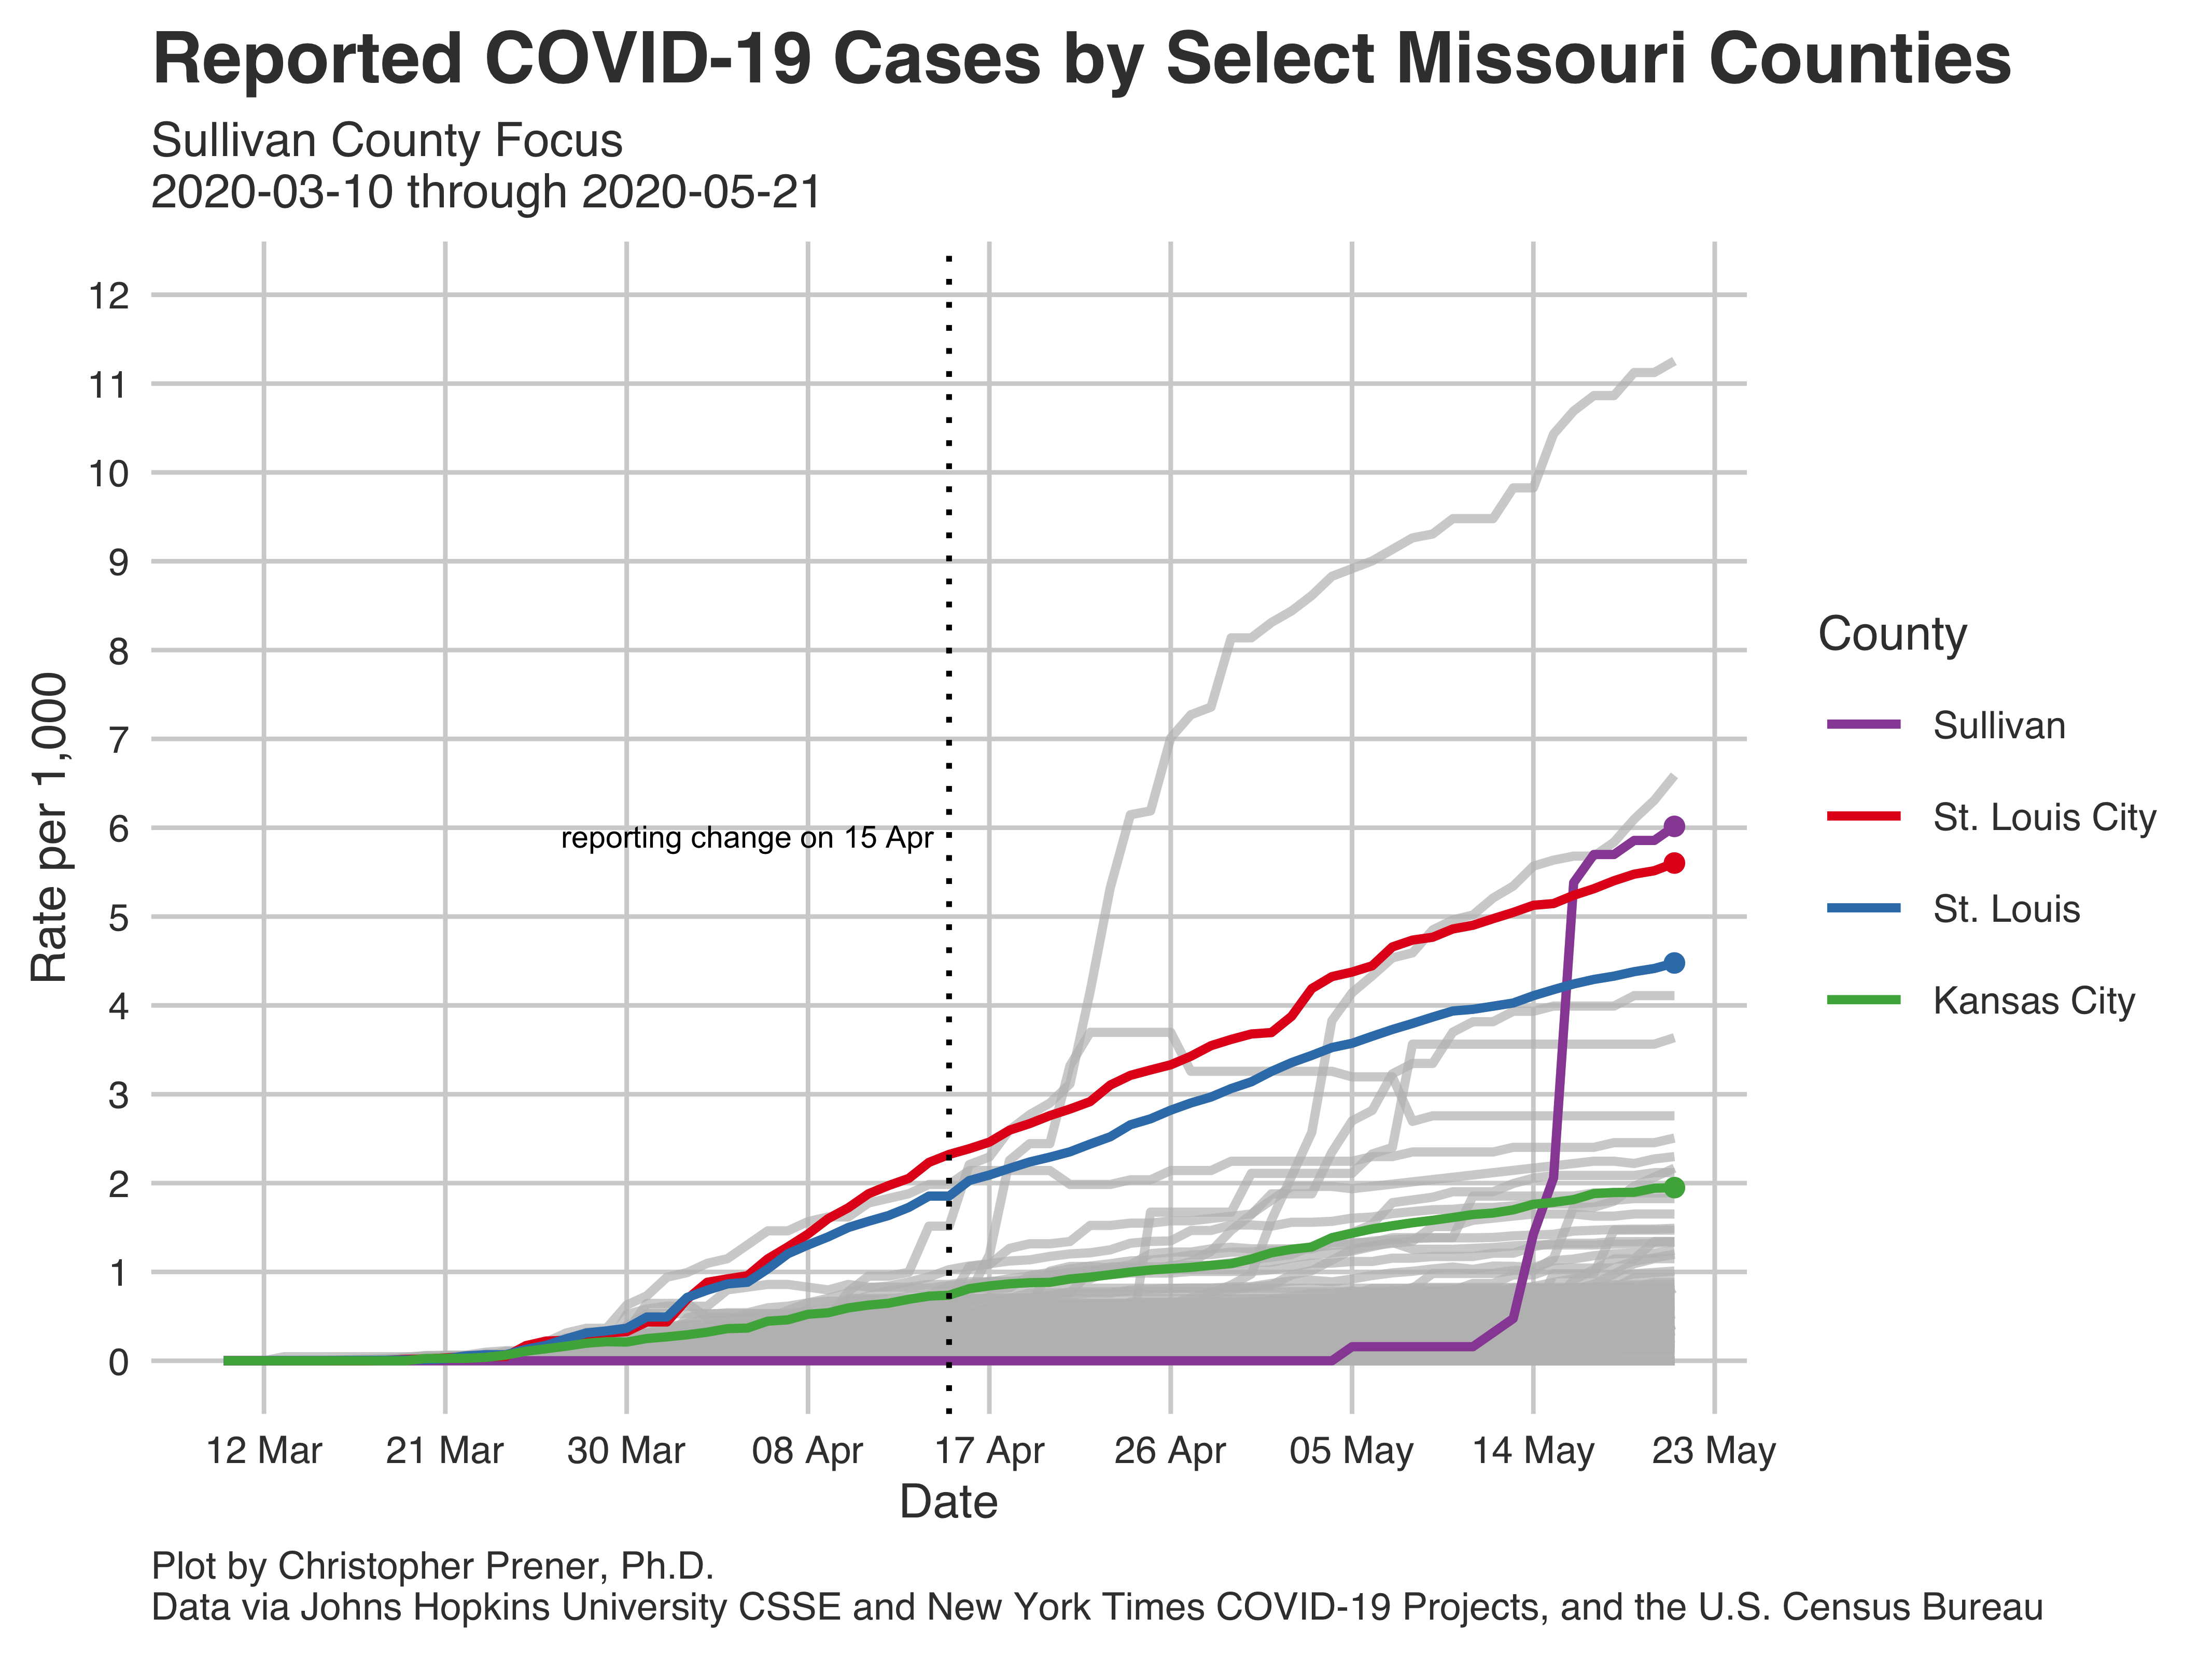 Reported COVID-19 Cases by Select Missouri Counties
Sullivan County Focus
2020-03-10 through 2020-05-21
12
11
10
9
8
7
6
5
4
3
2
1
0
Rate per 1,000
reporting change on 15 Apr
12 Mar
21 Mar
30 Mar
08 Apr
17 Apr
26 Apr
05 May
14 May
23 May
Date
County
Sullivan
St. Louis City
St. Louis
Kansas City
Plot by Christopher Prener, Ph.D.
Data via Johns Hopkins University CSSE and New York Times COVID-19 Projects, and the U.S. Census Bureau